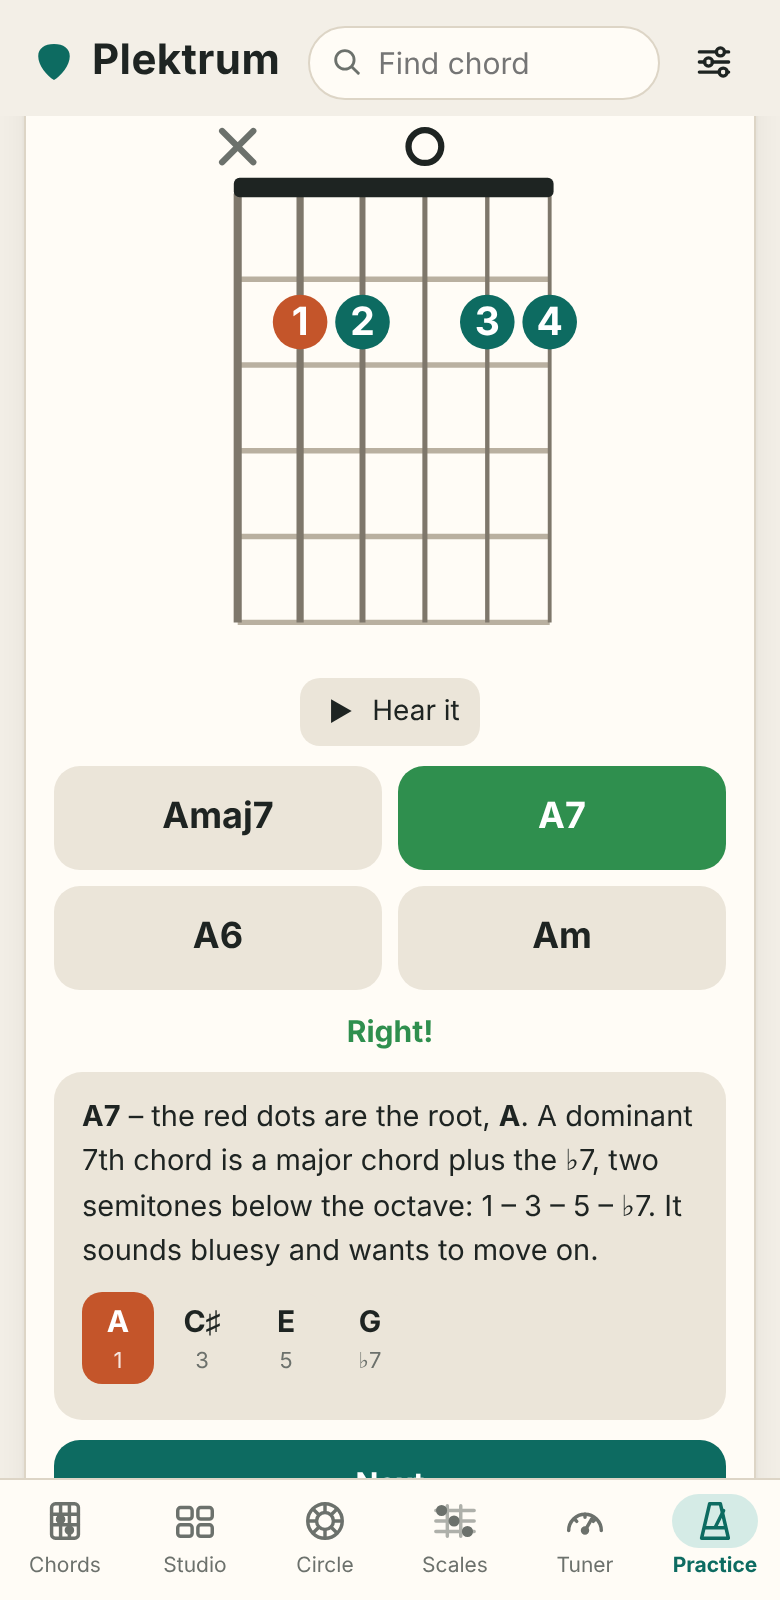 Plektrum
Find chord
1 2 3 4
Hear it
Amaj7
A7
A6
Am
Right!
A7 – the red dots are the root, A. A dominant
7th chord is a major chord plus the ♭7, two
semitones below the octave: 1 – 3 – 5 – ♭7. It
sounds bluesy and wants to move on.
A C♯ E G
1 3 5 ♭7
Chords Studio Circle Scales Tuner Practice